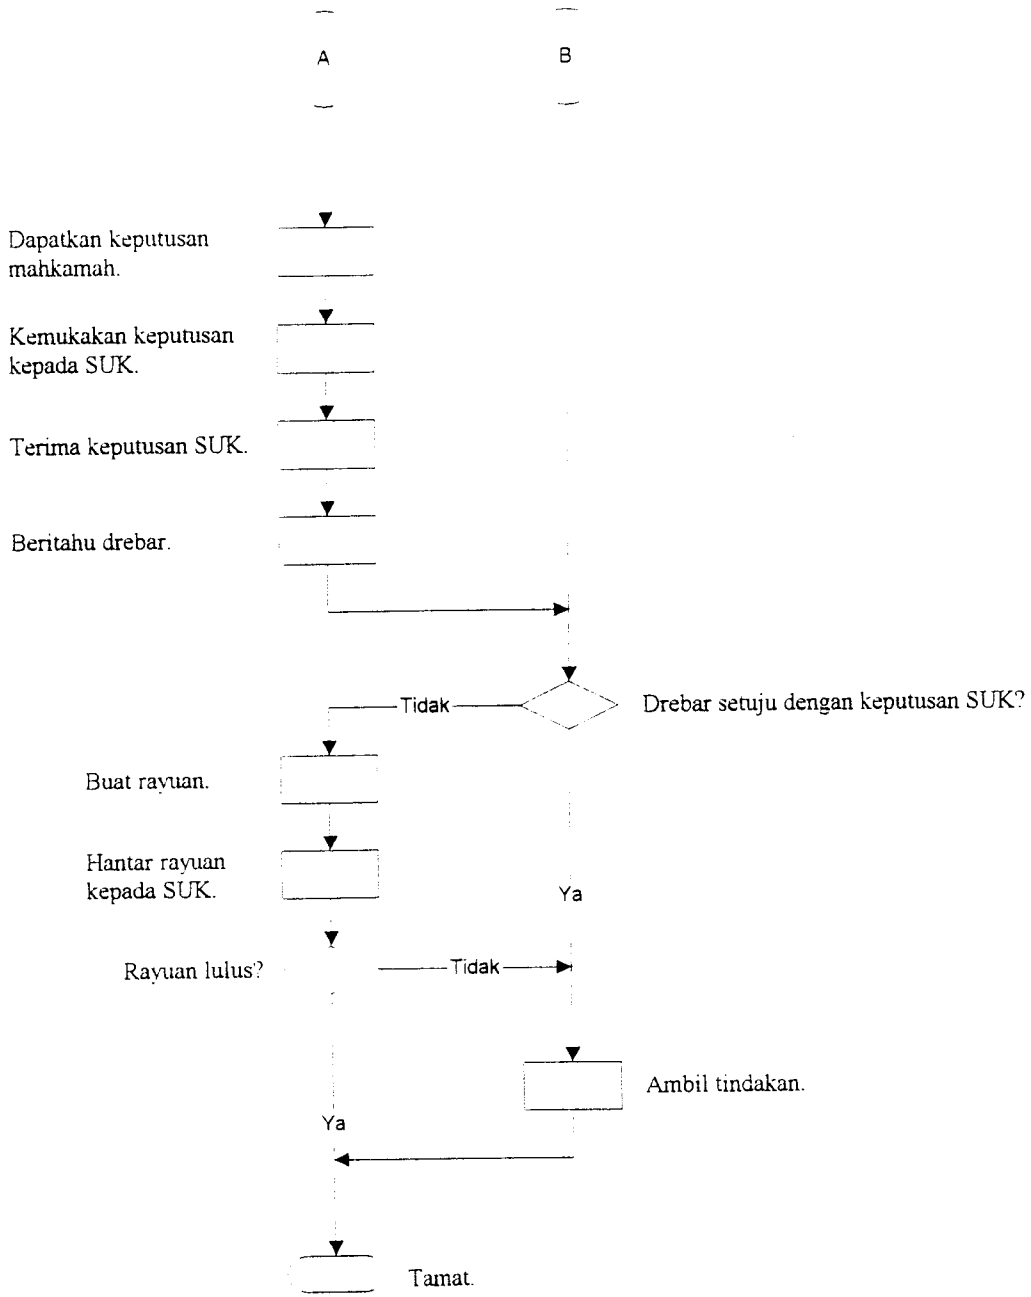 A
B
Dapatkan keputusan
mahkamah.
Kemukakan keputusan
kepada SUK.
Terima keputusan SUK.
Beritahu drebar.
Tidak
Drebar setuju dengan keputusan SUK?
Buat rayuan.
Hantar rayuan
kepada SUK.
Ya
Rayuan lulus?
Tidak
Ambil tindakan.
Ya
Tamat.